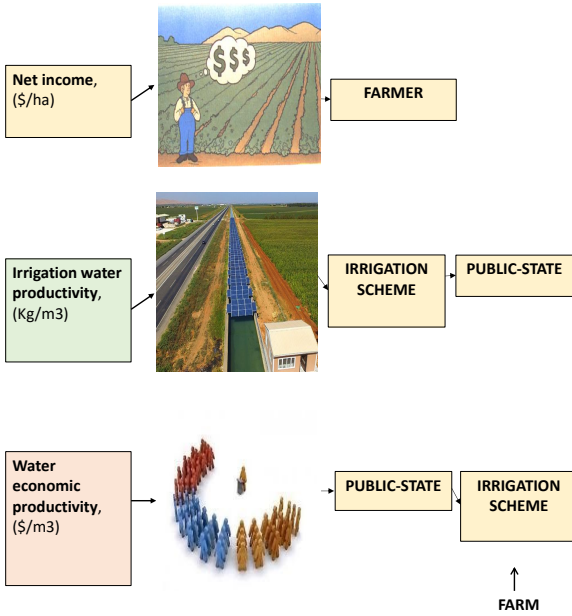 Net income,
($/ha)
$ $ $
FARMER
Irrigation water
productivity,
(Kg/m3)
IRRIGATION
SCHEME
PUBLIC-STATE
Water
economic
productivity,
($/m3)
PUBLIC-STATE
IRRIGATION
SCHEME
FARM